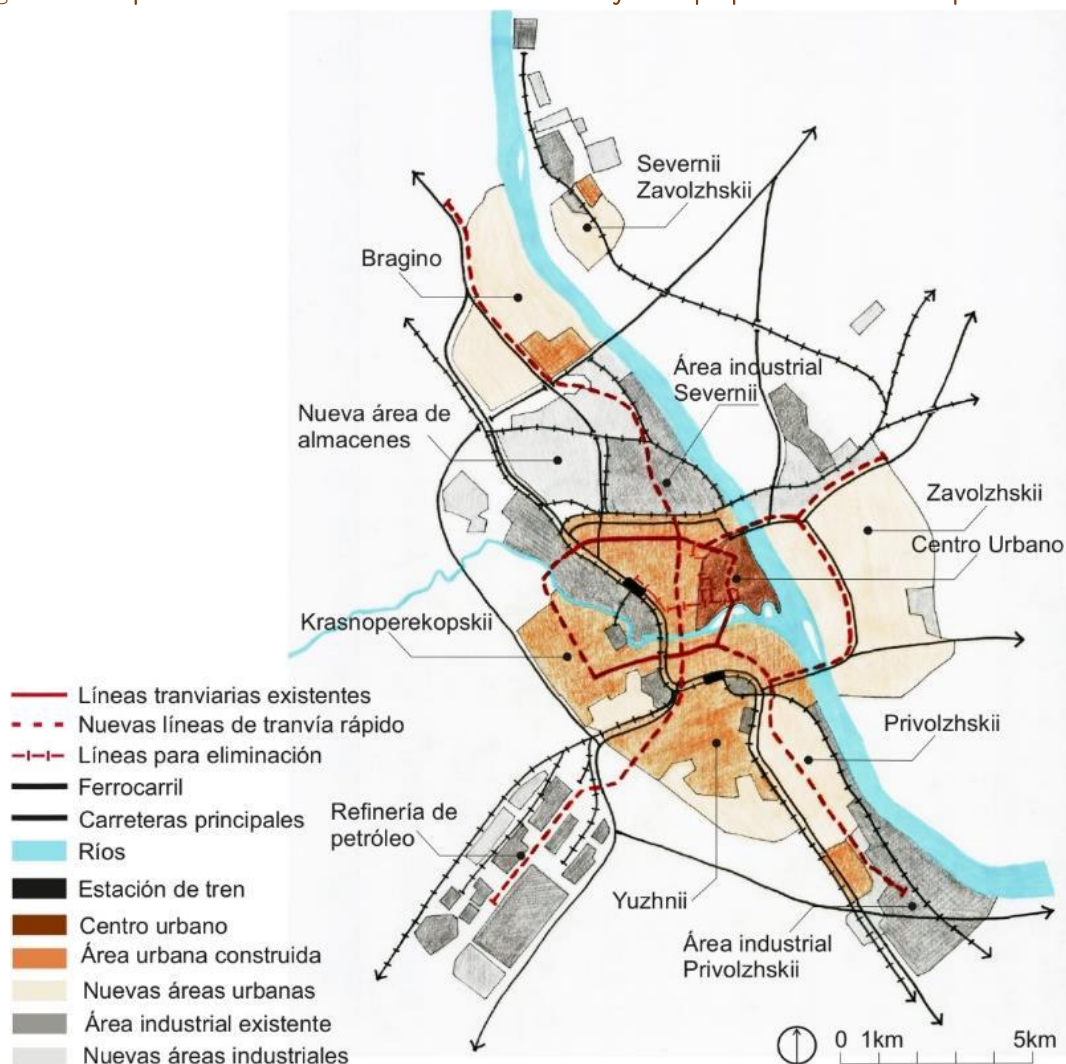 Severnii
Zavolzhskii
Bragino
Área industrial
Severnii
Nueva área de
almacenes
Zavolzhskii
Centro Urbano
Krasnoperekopskii
Privolzhskii
Refinería de
petróleo
Yuzhnii
Área industrial
Privolzhskii
Líneas tranviarias existentes
Nuevas líneas de tranvía rápido
Líneas para eliminación
Ferrocarril
Carreteras principales
Ríos
Estación de tren
Centro urbano
Área urbana construida
Nuevas áreas urbanas
Área industrial existente
Nuevas áreas industriales
0 1km 5km